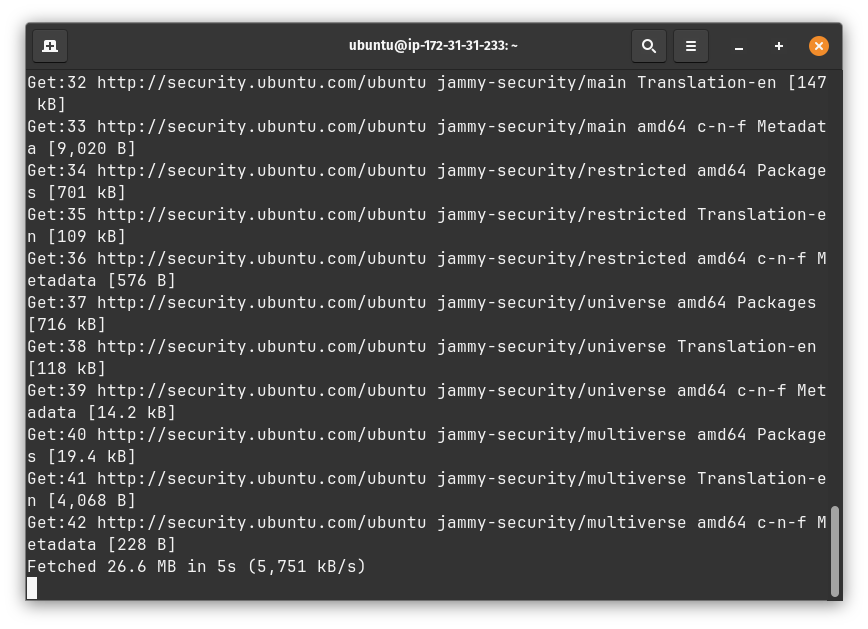 ubuntu@ip-172-31-31-233: ~
Get:32 http://security.ubuntu.com/ubuntu jammy-security/main Translation-en [147
 kB]
Get:33 http://security.ubuntu.com/ubuntu jammy-security/main amd64 c-n-f Metadat
a [9,020 B]
Get:34 http://security.ubuntu.com/ubuntu jammy-security/restricted amd64 Package
s [701 kB]
Get:35 http://security.ubuntu.com/ubuntu jammy-security/restricted Translation-e
n [109 kB]
Get:36 http://security.ubuntu.com/ubuntu jammy-security/restricted amd64 c-n-f M
etadata [576 B]
Get:37 http://security.ubuntu.com/ubuntu jammy-security/universe amd64 Packages
[716 kB]
Get:38 http://security.ubuntu.com/ubuntu jammy-security/universe Translation-en
[118 kB]
Get:39 http://security.ubuntu.com/ubuntu jammy-security/universe amd64 c-n-f Met
adata [14.2 kB]
Get:40 http://security.ubuntu.com/ubuntu jammy-security/multiverse amd64 Package
s [19.4 kB]
Get:41 http://security.ubuntu.com/ubuntu jammy-security/multiverse Translation-e
n [4,068 B]
Get:42 http://security.ubuntu.com/ubuntu jammy-security/multiverse amd64 c-n-f M
etadata [228 B]
Fetched 26.6 MB in 5s (5,751 kB/s)